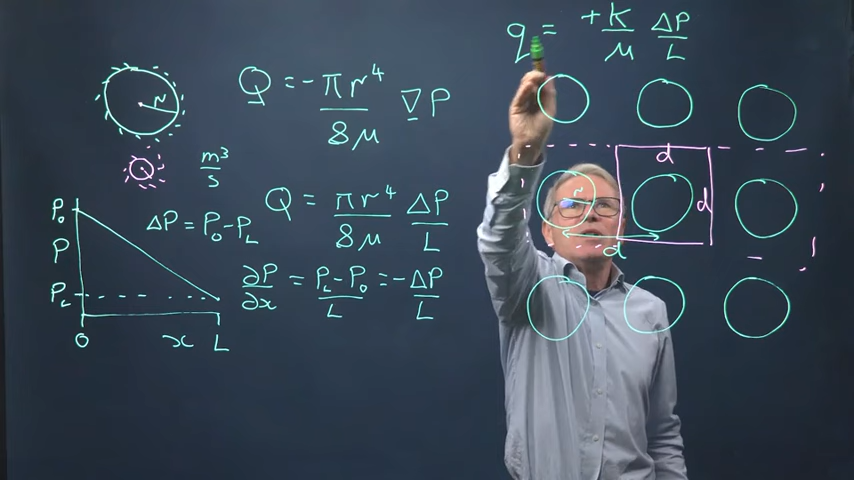 q = +k/μ ΔP/L
r
Q = -πr⁴/8μ ∇P
Q m³/s
Q = πr⁴/8μ ΔP/L
ΔP = P₀-P_L
∂P/∂x = P_L-P₀/L = -ΔP/L
P₀
P
P_L
0 x L
d
r d
d